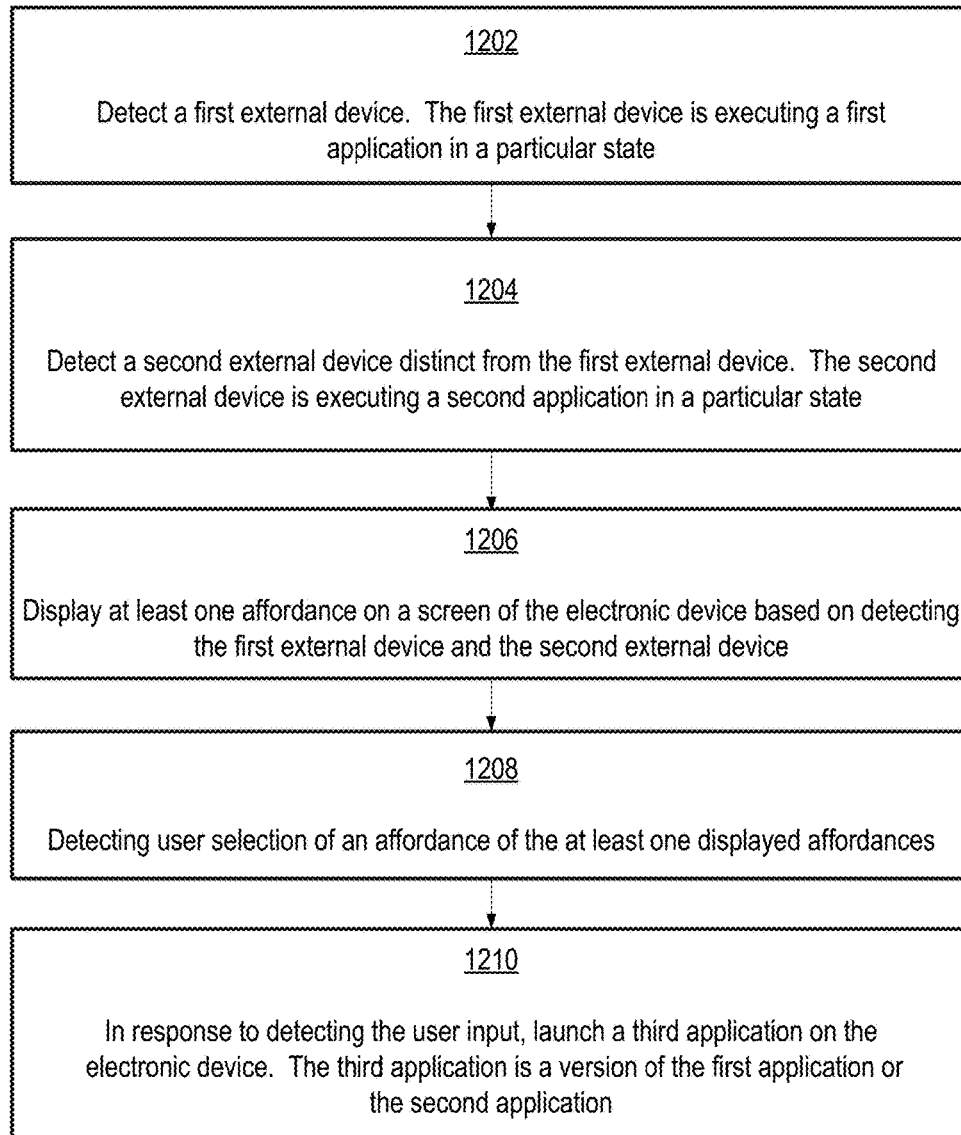 1202
Detect a first external device. The first external device is executing a first
application in a particular state
1204
Detect a second external device distinct from the first external device. The second
external device is executing a second application in a particular state
1206
Display at least one affordance on a screen of the electronic device based on detecting
the first external device and the second external device
1208
Detecting user selection of an affordance of the at least one displayed affordances
1210
In response to detecting the user input, launch a third application on the
electronic device. The third application is a version of the first application or
the second application